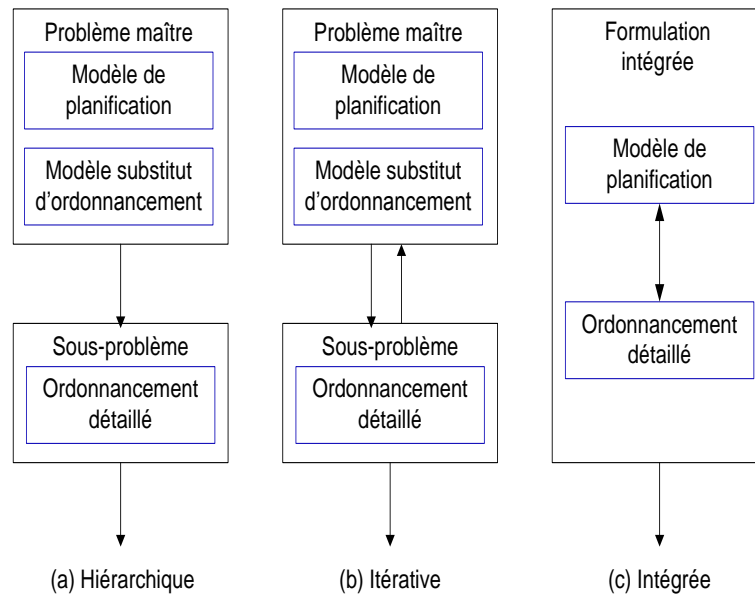 Problème maître
Modèle de
planification
Modèle substitut
d'ordonnancement
Sous-problème
Ordonnancement
détaillé
(a) Hiérarchique
Problème maître
Modèle de
planification
Modèle substitut
d'ordonnancement
Sous-problème
Ordonnancement
détaillé
(b) Itérative
Formulation
intégrée
Modèle de
planification
Ordonnancement
détaillé
(c) Intégrée